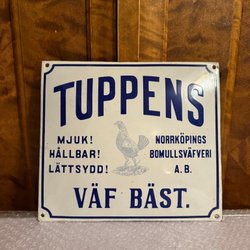 TUPPENS
MJUK!
HÅLLBAR!
LÄTTSYDD!
NORRKÖPINGS
BOMULLSVÄFVERI
A.B.
VÄF BÄST.